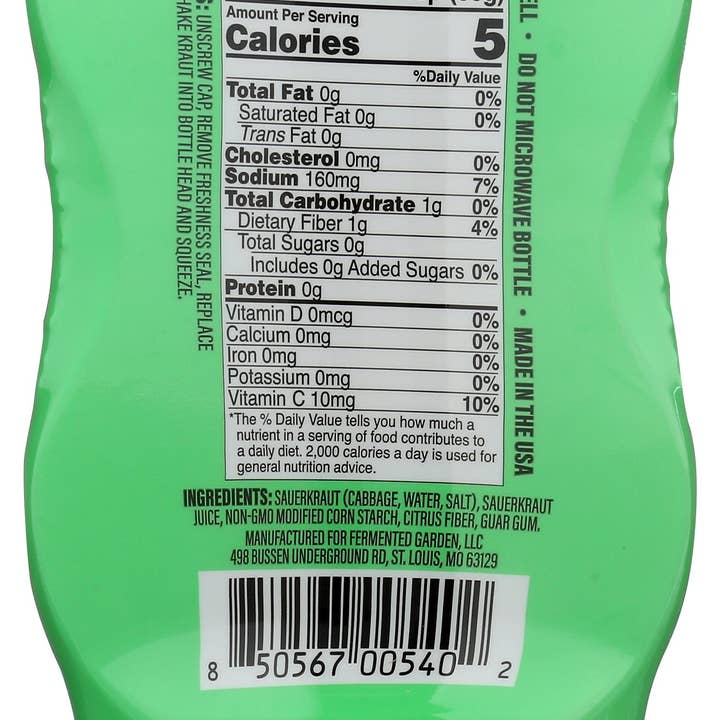 Amount Per Serving
Calories 5
%Daily Value
Total Fat 0g 0%
Saturated Fat 0g 0%
Trans Fat 0g
Cholesterol 0mg 0%
Sodium 160mg 7%
Total Carbohydrate 1g 0%
Dietary Fiber 1g 4%
Total Sugars 0g
Includes 0g Added Sugars 0%
Protein 0g
Vitamin D 0mcg 0%
Calcium 0mg 0%
Iron 0mg 0%
Potassium 0mg 0%
Vitamin C 10mg 10%
*The % Daily Value tells you how much a
nutrient in a serving of food contributes to
a daily diet. 2,000 calories a day is used for
general nutrition advice.
INGREDIENTS: SAUERKRAUT (CABBAGE, WATER, SALT), SAUERKRAUT
JUICE, NON-GMO MODIFIED CORN STARCH, CITRUS FIBER, GUAR GUM.
MANUFACTURED FOR FERMENTED GARDEN, LLC
498 BUSSEN UNDERGROUND RD, ST. LOUIS, MO 63129
8 50567 00540 2
UNSCREW CAP, REMOVE FRESHNESS SEAL, REPLACE
KRAUT INTO BOTTLE HEAD AND SQUEEZE.
• DO NOT MICROWAVE BOTTLE • MADE IN THE USA